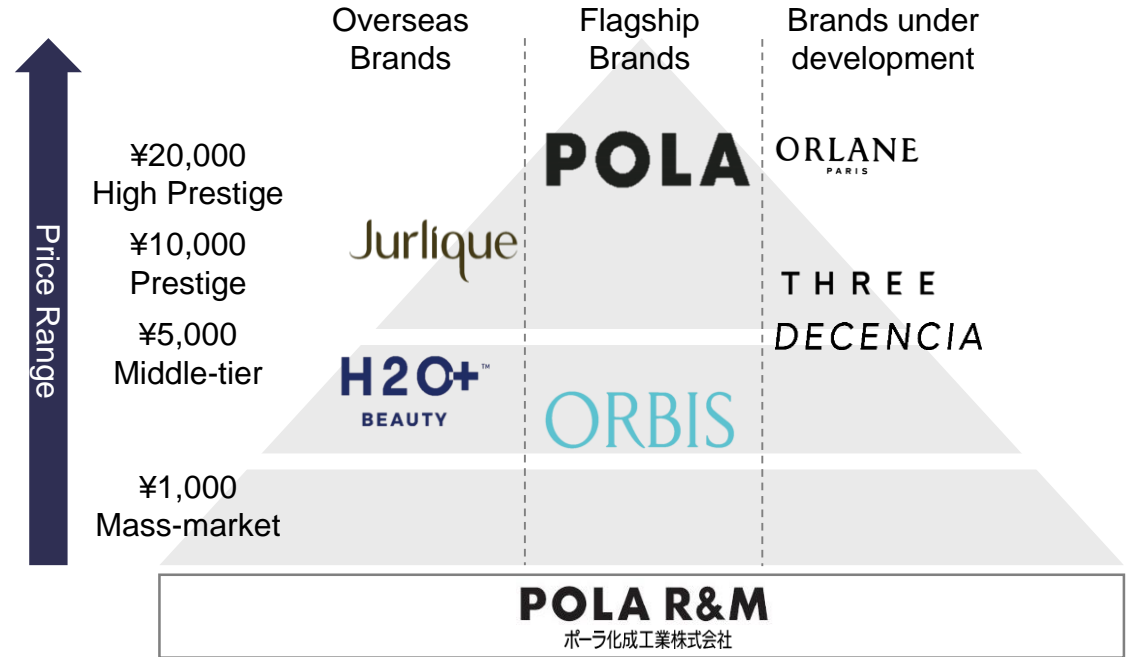 Overseas
Brands
Flagship
Brands
Brands under
development
Price Range
¥20,000
High Prestige
¥10,000
Prestige
¥5,000
Middle-tier
¥1,000
Mass-market
POLA
ORLANE
PARIS
Jurlique
THREE
DECENCIA
H2O+™
BEAUTY
ORBIS
POLA R&M
ポーラ化成工業株式会社